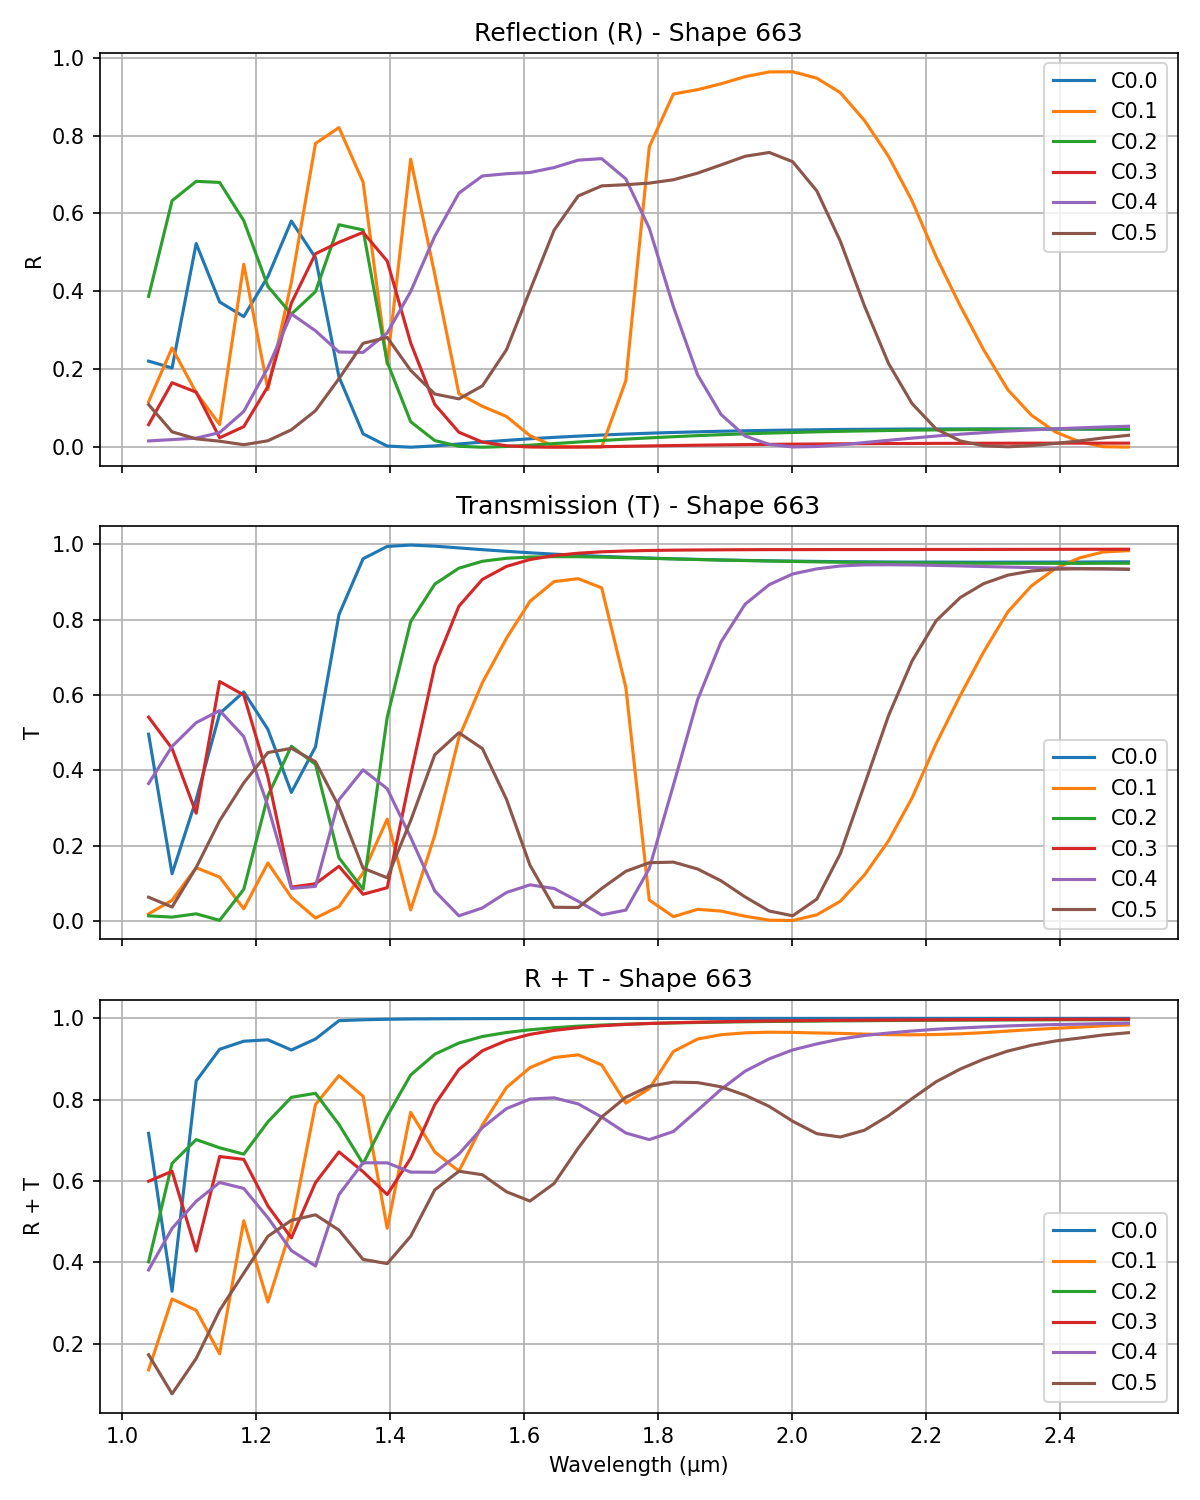 Reflection (R) - Shape 663
1.0
0.8
0.6
0.4
0.2
0.0
R
C0.0
C0.1
C0.2
C0.3
C0.4
C0.5
Transmission (T) - Shape 663
1.0
0.8
0.6
0.4
0.2
0.0
T
C0.0
C0.1
C0.2
C0.3
C0.4
C0.5
R + T - Shape 663
1.0
0.8
0.6
0.4
0.2
R + T
C0.0
C0.1
C0.2
C0.3
C0.4
C0.5
1.0 1.2 1.4 1.6 1.8 2.0 2.2 2.4
Wavelength (μm)